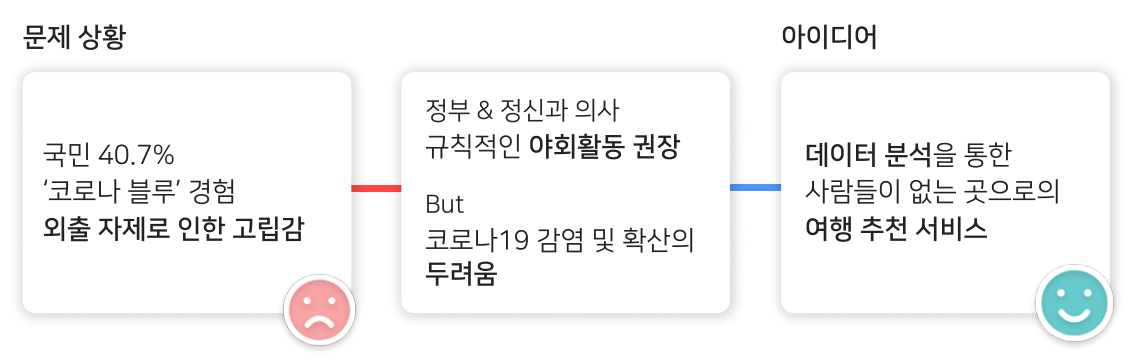 문제 상황
국민 40.7%
‘코로나 블루’ 경험
외출 자제로 인한 고립감
정부 & 정신과 의사
규칙적인 야회활동 권장
But
코로나19 감염 및 확산의
두려움
아이디어
데이터 분석을 통한
사람들이 없는 곳으로의
여행 추천 서비스